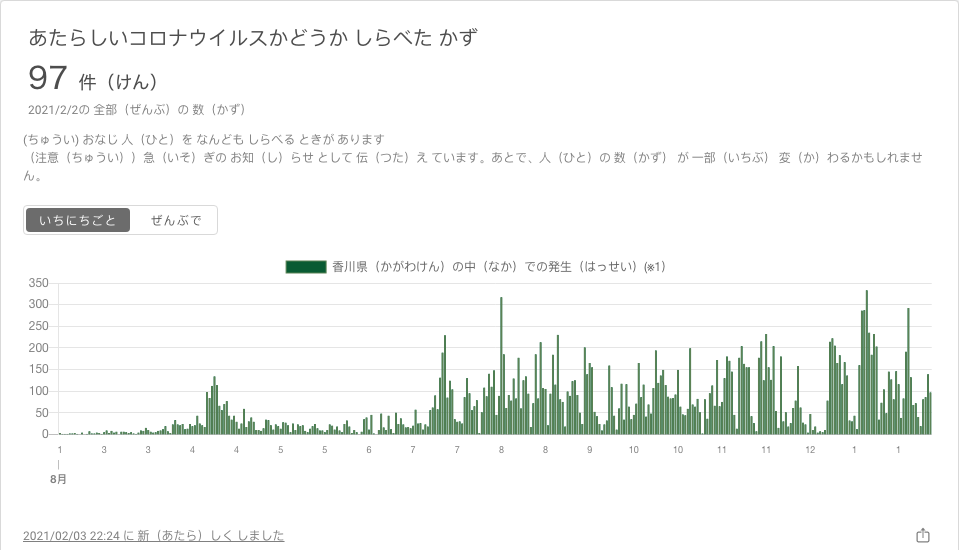 あたらしいコロナウイルスかどうか しらべた かず
97 件（けん）
2021/2/2の 全部（ぜんぶ）の 数（かず）
(ちゅうい) おなじ 人（ひと）を なんども しらべる ときが あります
（注意（ちゅうい））急（いそ）ぎの お知（し）らせ として 伝（つた）え ています。あとで、人（ひと）の 数（かず） が 一部（いちぶ） 変（か）わるかもしれませ
ん。
いちにちごと ぜんぶで
香川県（かがわけん）の中（なか）での発生（はっせい）(※1)
350
300
250
200
150
100
50
0
1 3 3 4 4 5 5 6 7 7 8 8 9 10 10 11 11 12 1 1
8月
2021/02/03 22:24 に 新（あたら）しく しました